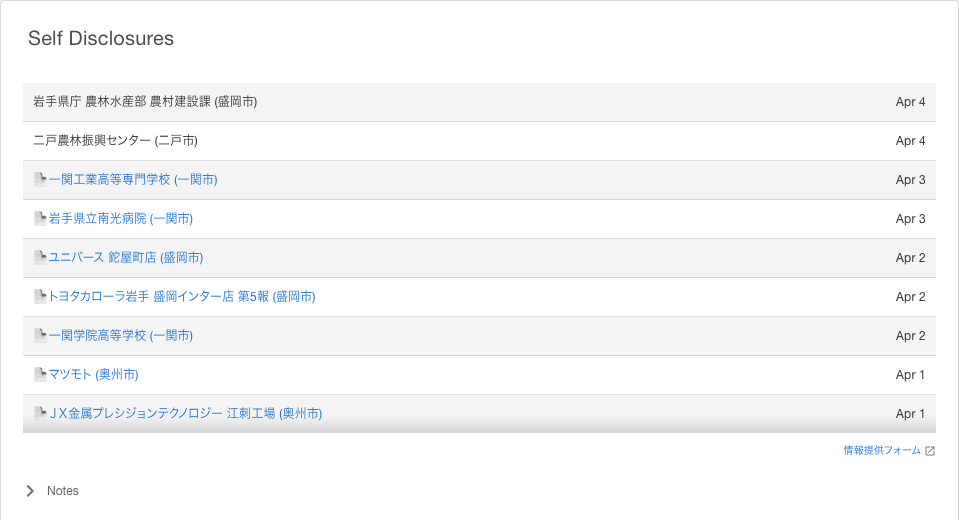 Self Disclosures
岩手県庁 農林水産部 農村建設課 (盛岡市)
Apr 4
二戸農林振興センター (二戸市)
Apr 4
一関工業高等専門学校 (一関市)
Apr 3
岩手県立南光病院 (一関市)
Apr 3
ユニバース 鉈屋町店 (盛岡市)
Apr 2
トヨタカローラ岩手 盛岡インター店 第5報 (盛岡市)
Apr 2
一関学院高等学校 (一関市)
Apr 2
マツモト (奥州市)
Apr 1
ＪＸ金属プレシジョンテクノロジー 江刺工場 (奥州市)
Apr 1
情報提供フォーム
Notes